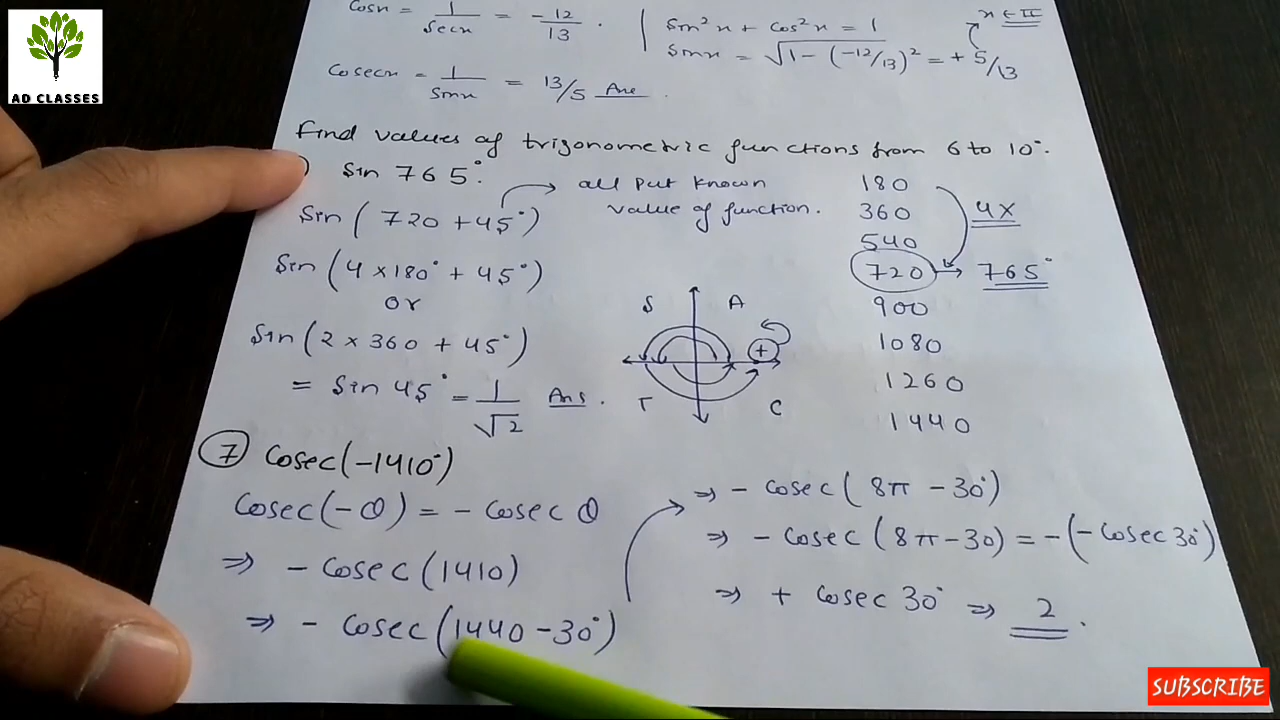 AD CLASSES
Cosx = 1/Secx = -12/13 .
Sin²x + Cos²x = 1
x ∈ II
Sinx = √1 - (-12/13)² = + 5/13
Cosecx = 1/Sinx = 13/5 Ans .
Find values of trigonometric functions from 6 to 10°.
Sin 765°.
Sin ( 720 + 45° )
all put known
value of function.
Sin (4 x 180° + 45°)
or
Sin (2 x 360 + 45°)
= Sin 45° = 1/√2 Ans .
180
360
540
720 → 765°
4x
900
1080
1260
1440
S A
+
T C
7 Cosec(-1410°)
Cosec(-θ) = - Cosec θ
⇒ - Cosec (1410)
⇒ - Cosec (1440 - 30°)
⇒ - Cosec ( 8π - 30°)
⇒ - Cosec (8π - 30) = -(-Cosec 30°)
⇒ + Cosec 30° ⇒ 2 .
SUBSCRIBE